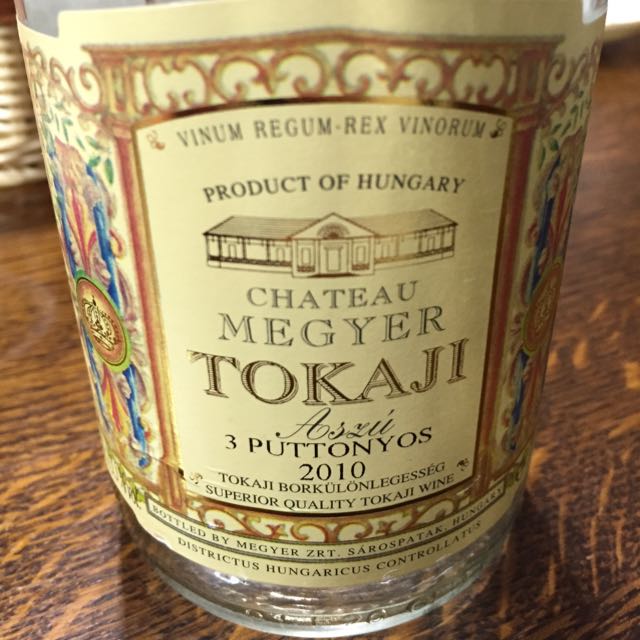 VINUM REGUM-REX VINORUM
PRODUCT OF HUNGARY
CHATEAU
MEGYER
TOKAJI
Aszú
3 PUTTONYOS
2010
TOKAJI BORKÜLÖNLEGESSÉG
SUPERIOR QUALITY TOKAJI WINE
BOTTLED BY MEGYER ZRT. SÁROSPATAK, HUNGARY
DISTRICTUS HUNGARICUS CONTROLLATUS